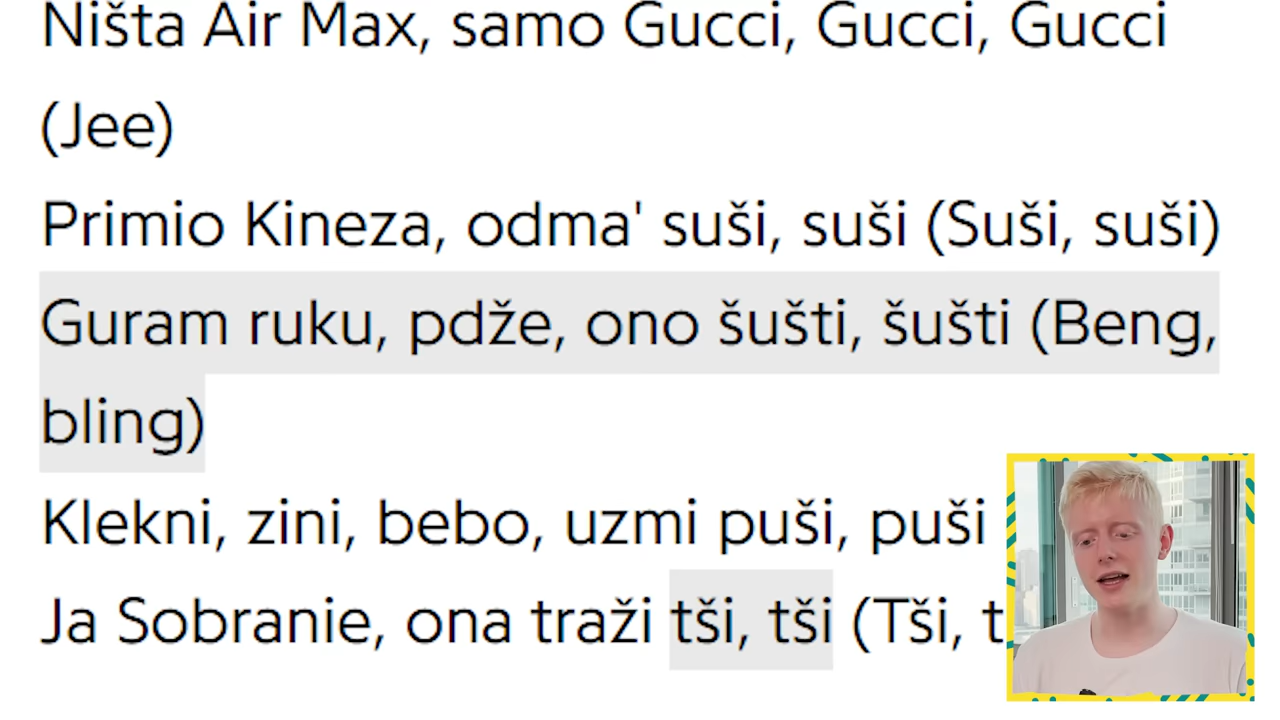 Ništa Air Max, samo Gucci, Gucci, Gucci
(Jee)
Primio Kineza, odma' suši, suši (Suši, suši)
Guram ruku, pdže, ono šušti, šušti (Beng,
bling)
Klekni, zini, bebo, uzmi puši, puši
Ja Sobranie, ona traži tši, tši (Tši, t